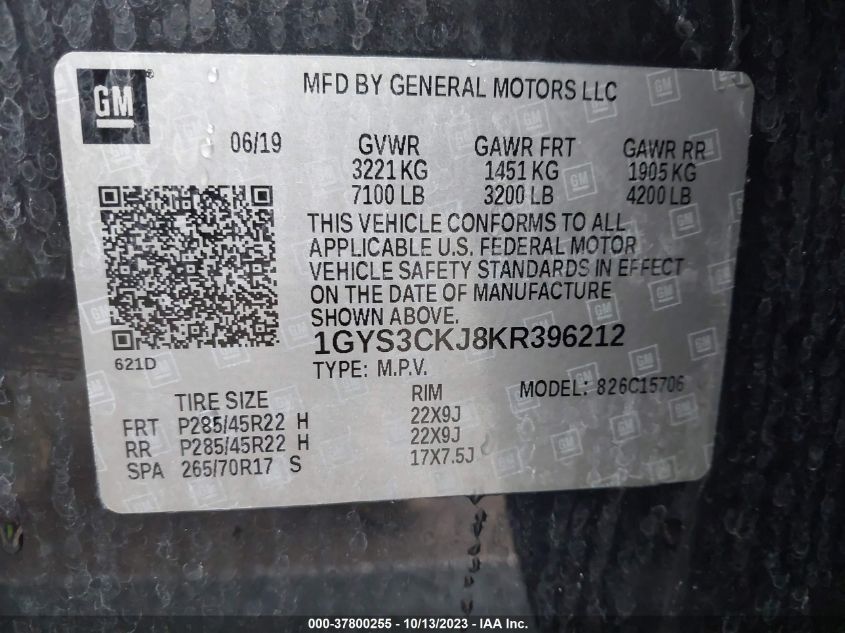 GM
MFD BY GENERAL MOTORS LLC
06/19
GVWR GAWR FRT GAWR RR
3221 KG 1451 KG 1905 KG
7100 LB 3200 LB 4200 LB
THIS VEHICLE CONFORMS TO ALL
APPLICABLE U.S. FEDERAL MOTOR
VEHICLE SAFETY STANDARDS IN EFFECT
ON THE DATE OF MANUFACTURE
SHOWN ABOVE.
621D
1GYS3CKJ8KR396212
TYPE: M.P.V. MODEL: 826C15706
TIRE SIZE RIM
FRT P285/45R22 H 22X9J
RR P285/45R22 H 22X9J
SPA 265/70R17 S 17X7.5J
000-37800255 - 10/13/2023 - IAA Inc.